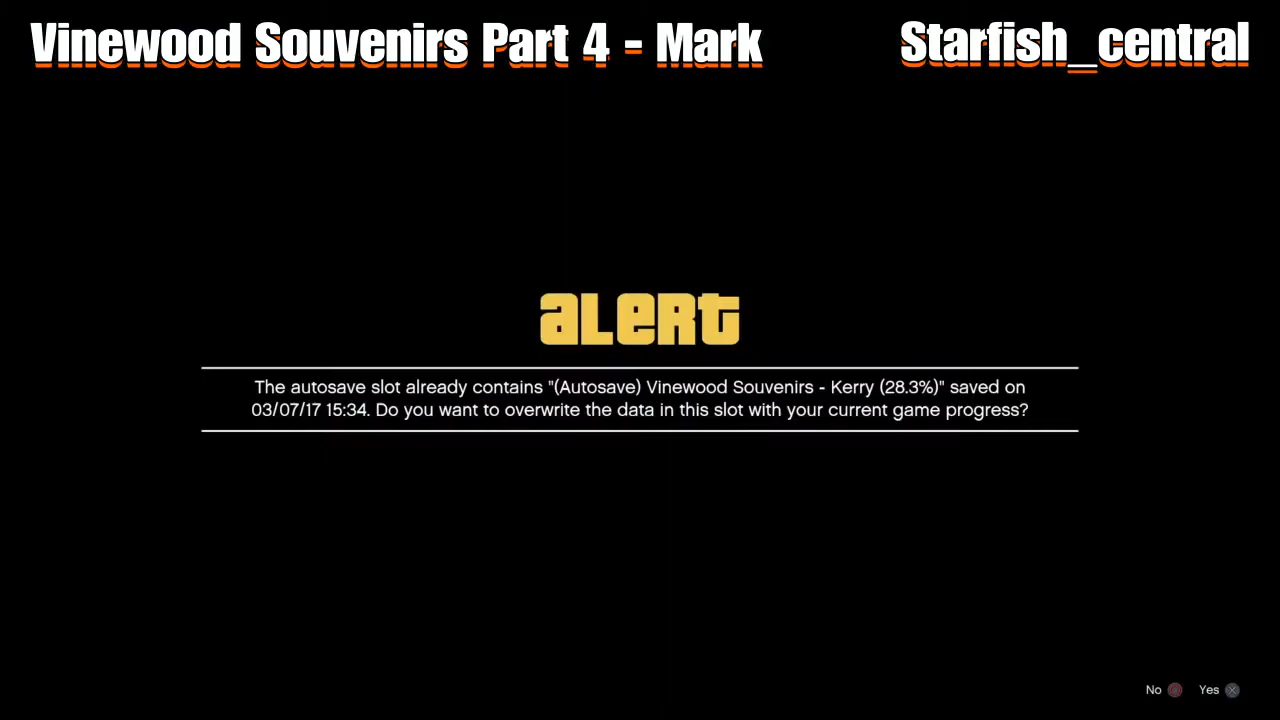 Vinewood Souvenirs Part 4 - Mark
Starfish_central
aLeRt
The autosave slot already contains "(Autosave) Vinewood Souvenirs - Kerry (28.3%)" saved on
03/07/17 15:34. Do you want to overwrite the data in this slot with your current game progress?
No Yes